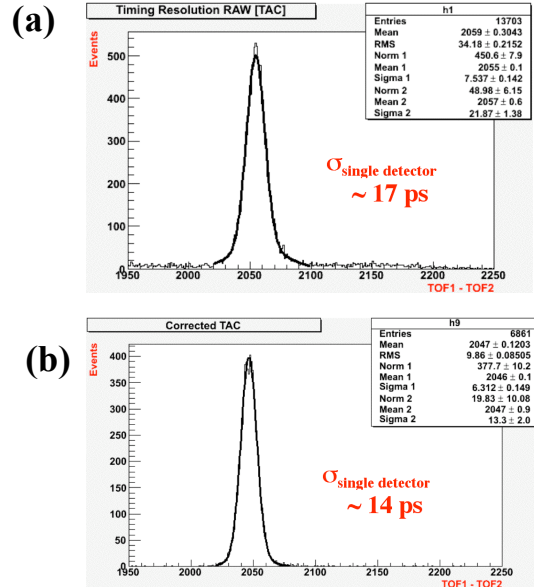 (a)
Timing Resolution RAW [TAC]
h1
Entries 13703
Mean 2059 ± 0.3043
RMS 34.18 ± 0.2152
Norm 1 450.6 ± 7.9
Mean 1 2055 ± 0.1
Sigma 1 7.537 ± 0.142
Norm 2 48.98 ± 6.15
Mean 2 2057 ± 0.6
Sigma 2 21.87 ± 1.38
Events
500
400
300
200
100
0
σsingle detector
~ 17 ps
1950 2000 2050 2100 2150 2200 2250
TOF1 - TOF2
(b)
Corrected TAC
h9
Entries 6861
Mean 2047 ± 0.1203
RMS 9.86 ± 0.08505
Norm 1 377.7 ± 10.2
Mean 1 2046 ± 0.1
Sigma 1 6.312 ± 0.149
Norm 2 19.83 ± 10.08
Mean 2 2047 ± 0.9
Sigma 2 13.3 ± 2.0
Events
400
350
300
250
200
150
100
50
0
σsingle detector
~ 14 ps
1950 2000 2050 2100 2150 2200 2250
TOF1 - TOF2